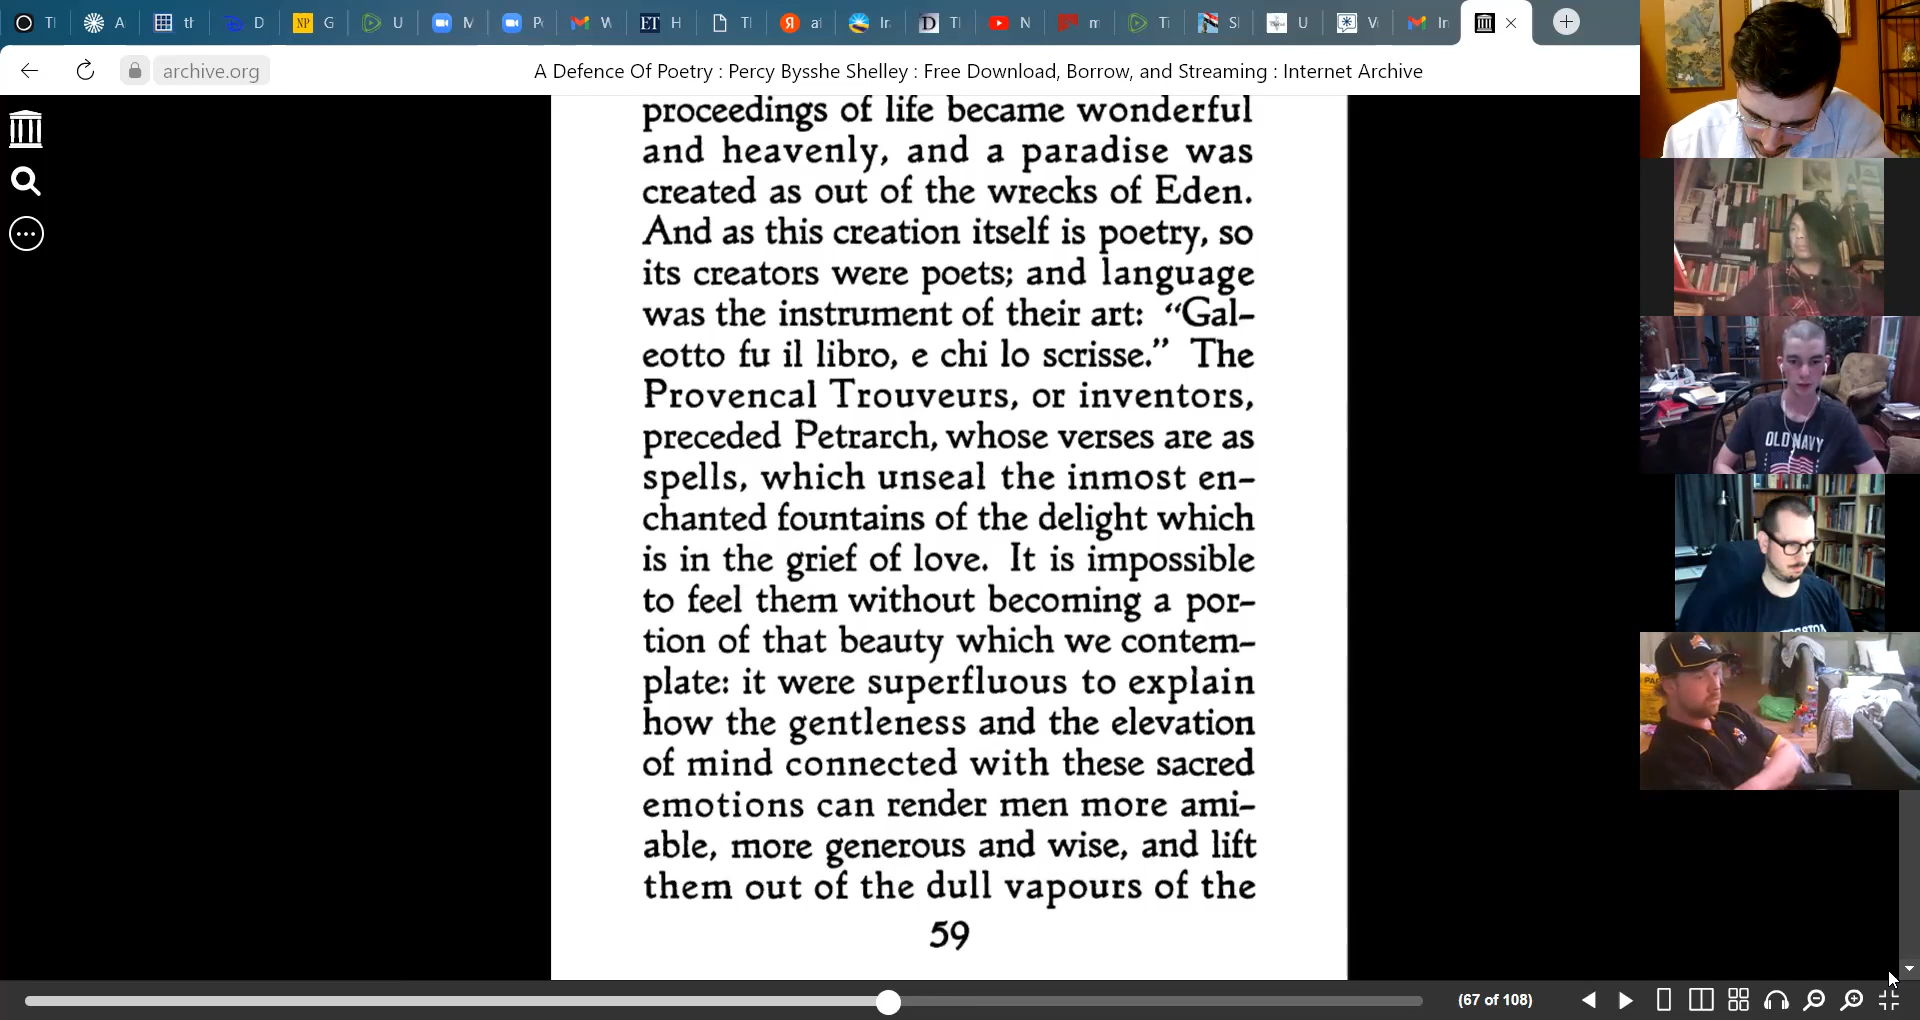 T
A
th
D
G
U
M
P
W
H
T
a
Ir
T
N
m
Ti
Sl
U
Vi
In
archive.org
A Defence Of Poetry : Percy Bysshe Shelley : Free Download, Borrow, and Streaming : Internet Archive
proceedings of life became wonderful
and heavenly, and a paradise was
created as out of the wrecks of Eden.
And as this creation itself is poetry, so
its creators were poets; and language
was the instrument of their art: “Gal-
eotto fu il libro, e chi lo scrisse.” The
Provencal Trouveurs, or inventors,
preceded Petrarch, whose verses are as
spells, which unseal the inmost en-
chanted fountains of the delight which
is in the grief of love. It is impossible
to feel them without becoming a por-
tion of that beauty which we contem-
plate: it were superfluous to explain
how the gentleness and the elevation
of mind connected with these sacred
emotions can render men more ami-
able, more generous and wise, and lift
them out of the dull vapours of the
59
(67 of 108)
OLD NAVY